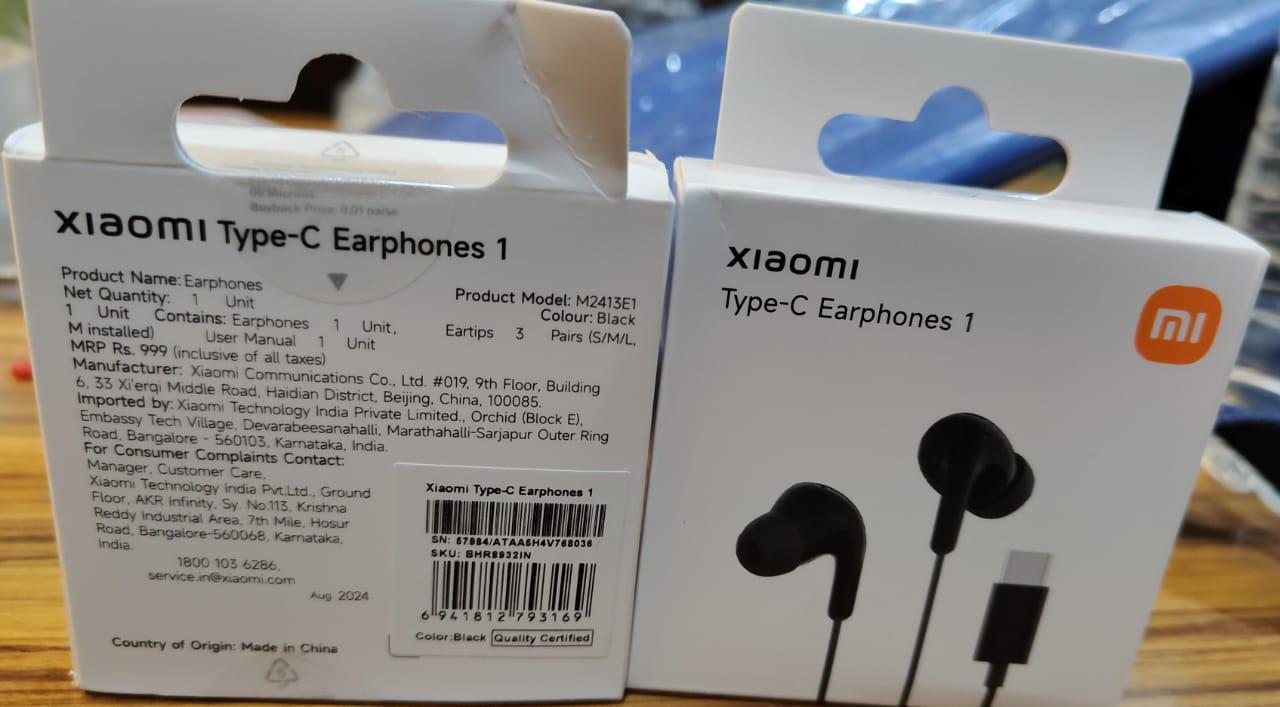 Buyback Price: 0.01 paise
xiaomi Type-C Earphones 1
Product Name: Earphones
Product Model: M2413E1
Net Quantity: 1 Unit
Colour: Black
1 Unit Contains: Earphones 1 Unit, Eartips 3 Pairs (S/M/L,
M installed) User Manual 1 Unit
MRP Rs. 999 (inclusive of all taxes)
Manufacturer: Xiaomi Communications Co., Ltd. #019, 9th Floor, Building
6, 33 Xi'erqi Middle Road, Haidian District, Beijing, China, 100085.
Imported by: Xiaomi Technology India Private Limited., Orchid (Block E),
Embassy Tech Village, Devarabeesanahalli, Marathahalli-Sarjapur Outer Ring
Road, Bangalore - 560103, Karnataka, India.
For Consumer Complaints Contact:
Manager, Customer Care,
Xiaomi Technology India Pvt.Ltd., Ground
Floor, AKR Infinity, Sy. No.113, Krishna
Reddy Industrial Area, 7th Mile, Hosur
Road, Bangalore-560068, Karnataka,
India.
1800 103 6286,
service.in@xiaomi.com
Aug. 2024
Country of Origin: Made in China
Xiaomi Type-C Earphones 1
SN: 57984/ATAA5H4V768036
SKU: BHR8932IN
6 941812 793169
Color:Black Quality Certified
xiaomi
Type-C Earphones 1
mi